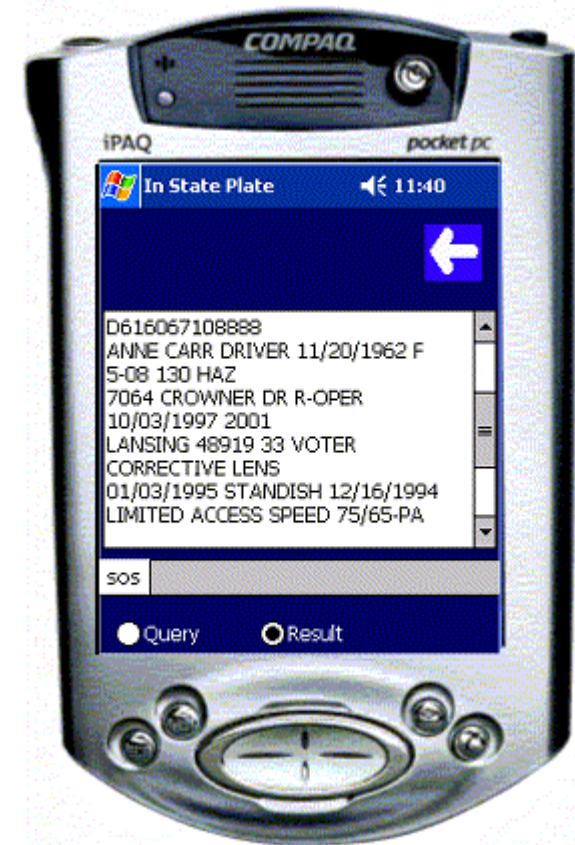 COMPAQ
iPAQ pocket pc
In State Plate 11:40
D616067108888
ANNE CARR DRIVER 11/20/1962 F
5-08 130 HAZ
7064 CROWNER DR R-OPER
10/03/1997 2001
LANSING 48919 33 VOTER
CORRECTIVE LENS
01/03/1995 STANDISH 12/16/1994
LIMITED ACCESS SPEED 75/65-PA
sos
Query Result